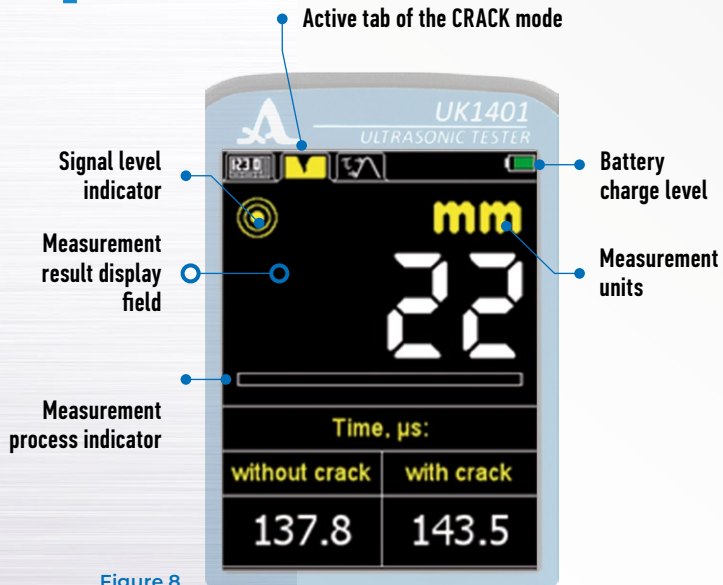 Active tab of the CRACK mode
UK1401
ULTRASONIC TESTER
Signal level
indicator
Battery
charge level
mm
Measurement
result display
field
Measurement
units
22
Measurement
process indicator
Time, µs:
without crack
with crack
137.8
143.5
Figure 8